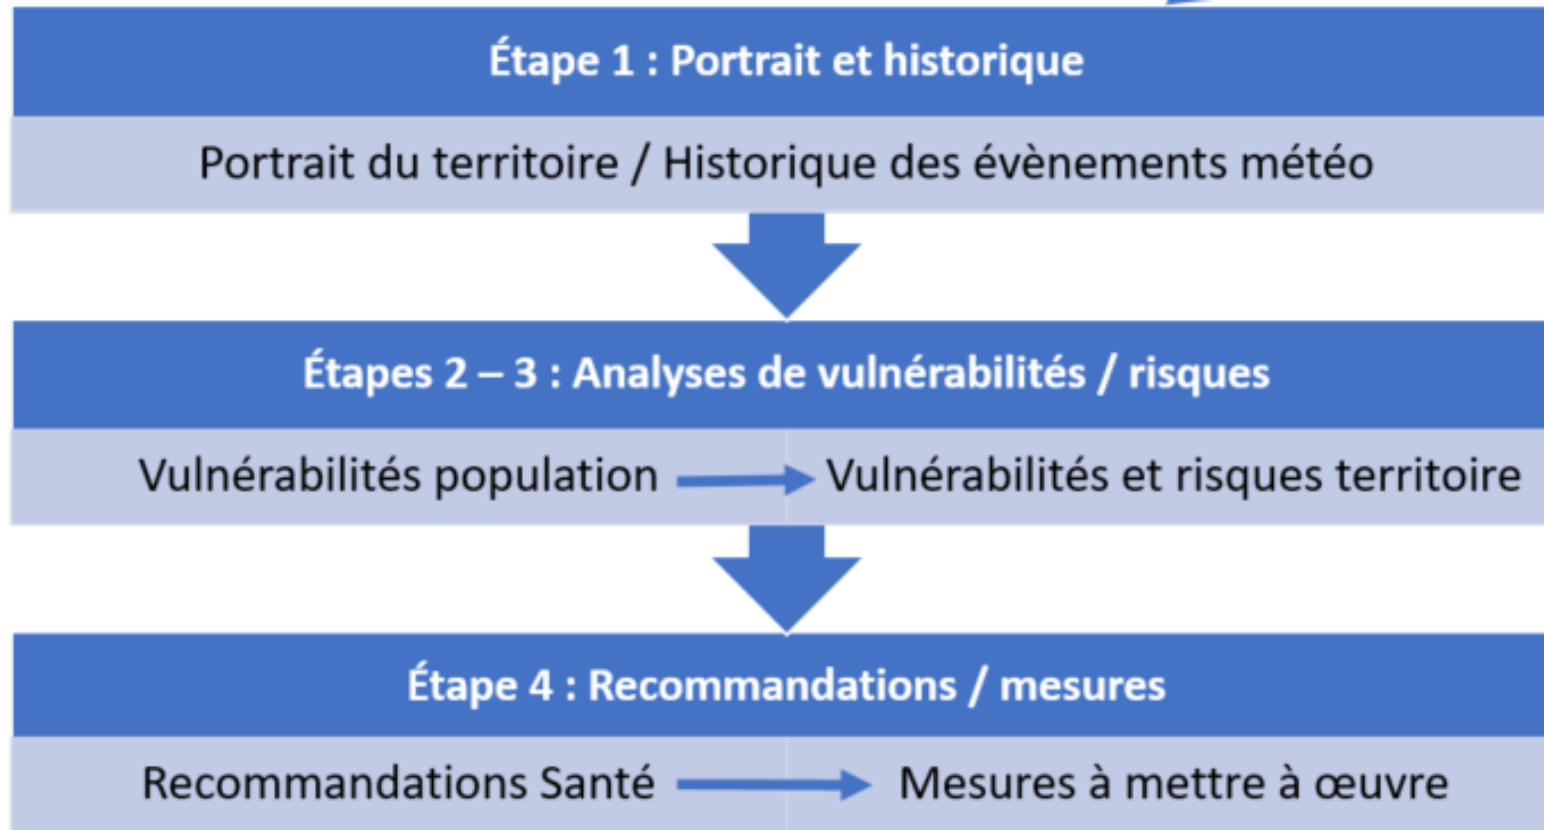 Étape 1 : Portrait et historique
Portrait du territoire / Historique des évènements météo
Étapes 2 – 3 : Analyses de vulnérabilités / risques
Vulnérabilités population Vulnérabilités et risques territoire
Étape 4 : Recommandations / mesures
Recommandations Santé Mesures à mettre à œuvre